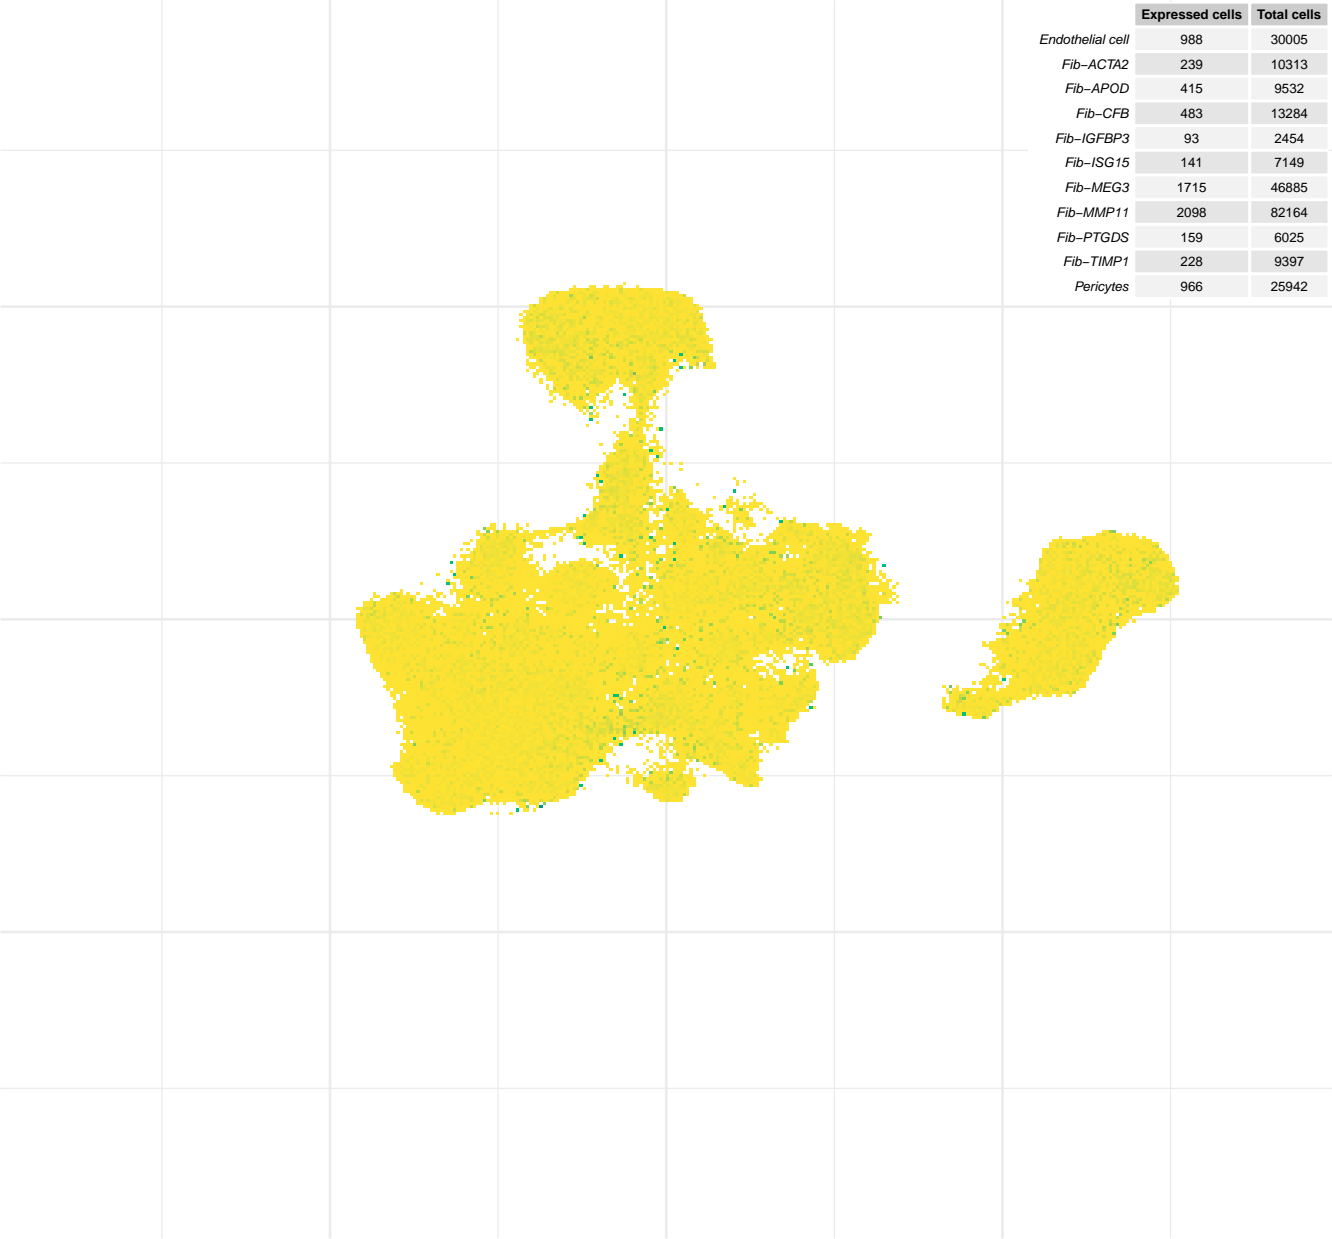 Expressed cells Total cells
Endothelial cell 988 30005
Fib−ACTA2 239 10313
Fib−APOD 415 9532
Fib−CFB 483 13284
Fib−IGFBP3 93 2454
Fib−ISG15 141 7149
Fib−MEG3 1715 46885
Fib−MMP11 2098 82164
Fib−PTGDS 159 6025
Fib−TIMP1 228 9397
Pericytes 966 25942